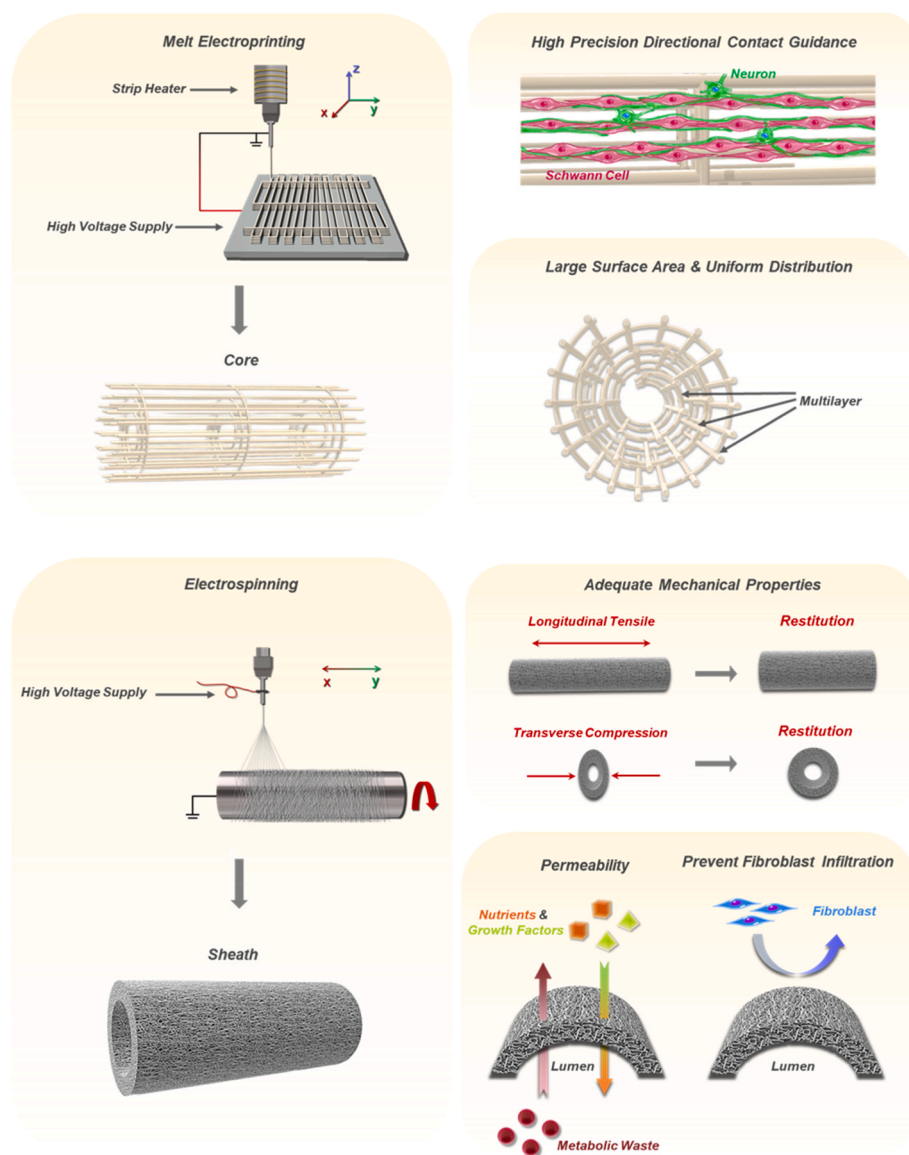 Melt Electroprinting
Strip Heater
z
x
y
High Voltage Supply
Core
High Precision Directional Contact Guidance
Neuron
Schwann Cell
Large Surface Area & Uniform Distribution
Multilayer
Electrospinning
High Voltage Supply
x
y
Sheath
Adequate Mechanical Properties
Longitudinal Tensile
Restitution
Transverse Compression
Restitution
Permeability
Nutrients &
Growth Factors
Lumen
Metabolic Waste
Prevent Fibroblast Infiltration
Fibroblast
Lumen